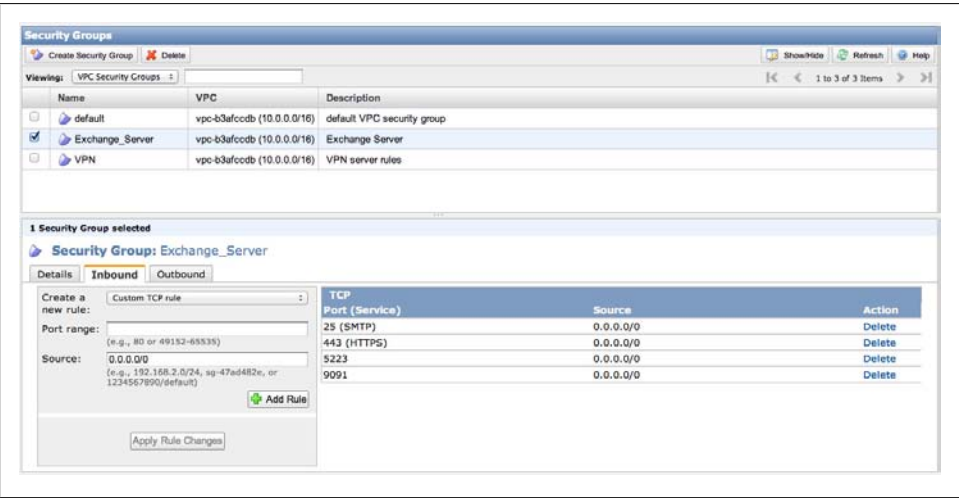 Security Groups
Create Security Group Delete Show/Hide Refresh Help
Viewing: VPC Security Groups 1 to 3 of 3 Items
Name VPC Description
default vpc-b3afccdb (10.0.0.0/16) default VPC security group
Exchange_Server vpc-b3afccdb (10.0.0.0/16) Exchange Server
VPN vpc-b3afccdb (10.0.0.0/16) VPN server rules
1 Security Group selected
Security Group: Exchange_Server
Details Inbound Outbound
Create a new rule: Custom TCP rule
Port range:
(e.g., 80 or 49152-65535)
Source: 0.0.0.0/0
(e.g., 192.168.2.0/24, sg-47ad482e, or
1234567890/default)
Add Rule
Apply Rule Changes
TCP
Port (Service) Source Action
25 (SMTP) 0.0.0.0/0 Delete
443 (HTTPS) 0.0.0.0/0 Delete
5223 0.0.0.0/0 Delete
9091 0.0.0.0/0 Delete